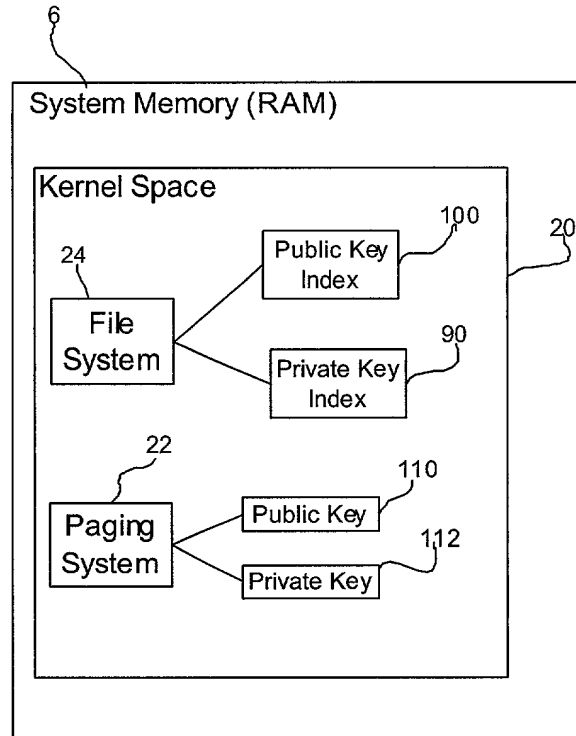 6
System Memory (RAM)
Kernel Space
100
20
Public Key
Index
24
File
System
90
Private Key
Index
22
110
Paging
System
Public Key
112
Private Key